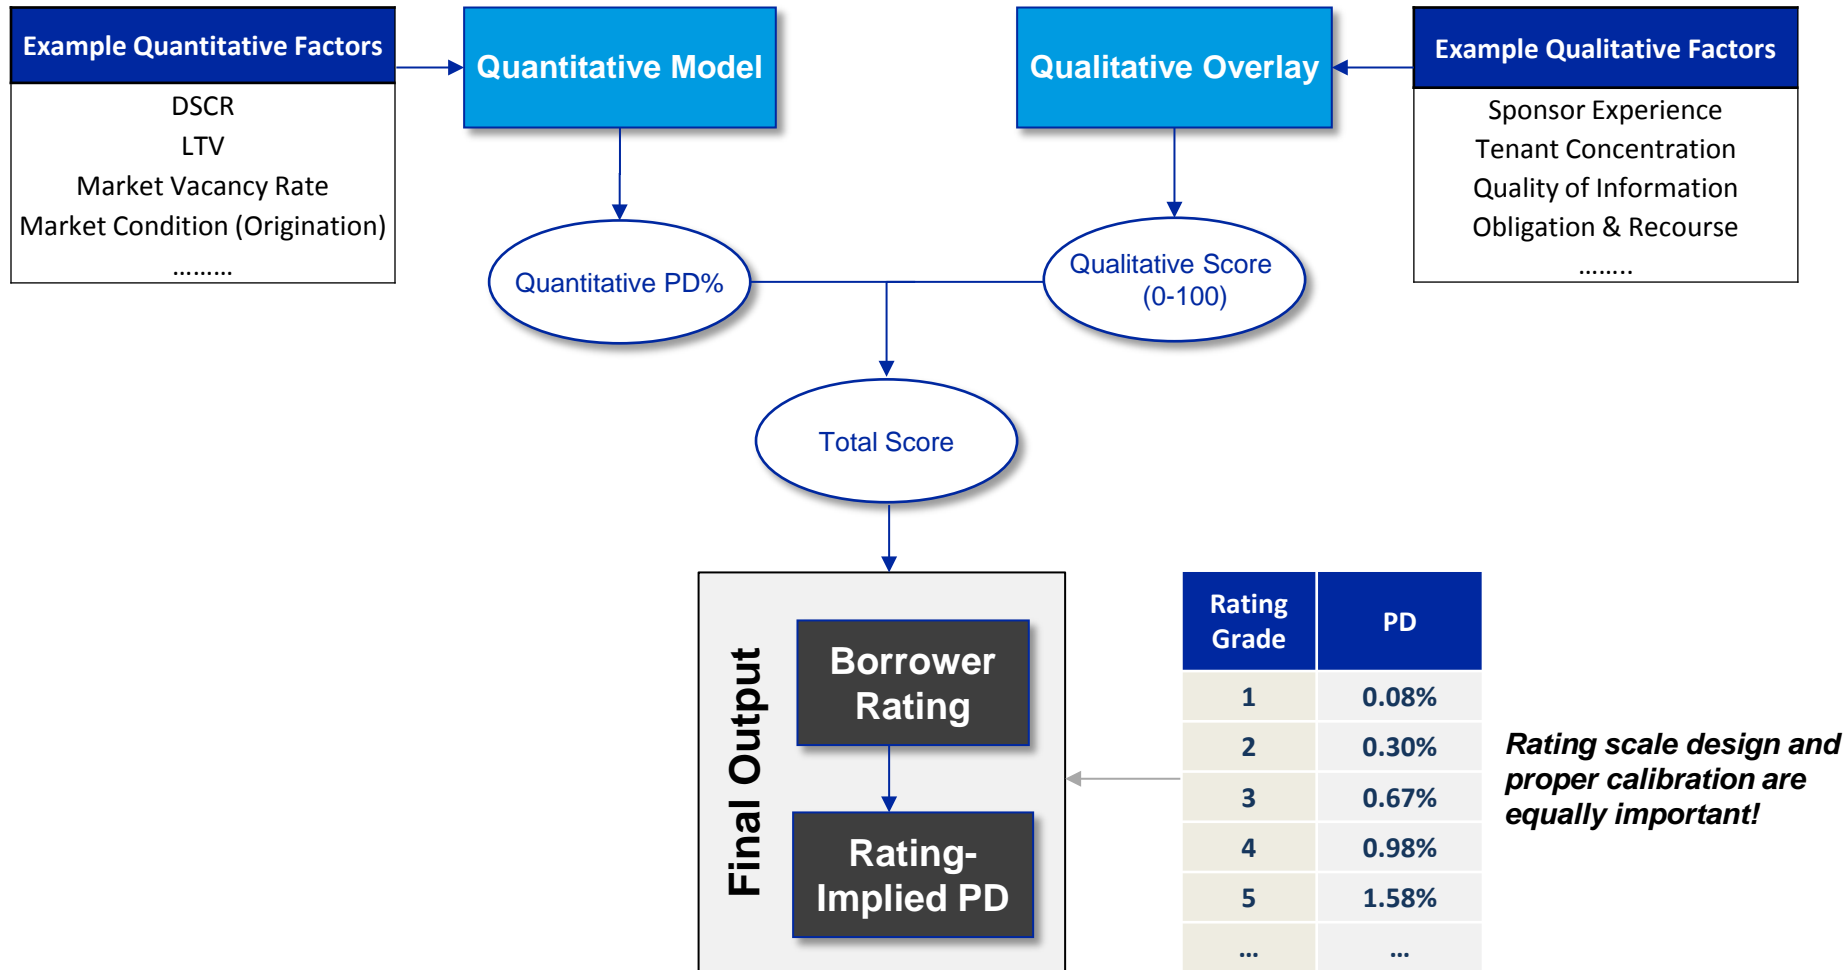 Example Quantitative Factors
DSCR
LTV
Market Vacancy Rate
Market Condition (Origination)
.........
Quantitative Model
Qualitative Overlay
Example Qualitative Factors
Sponsor Experience
Tenant Concentration
Quality of Information
Obligation & Recourse
........
Quantitative PD%
Qualitative Score
(0-100)
Total Score
Final Output
Borrower
Rating
Rating-
Implied PD
Rating
Grade
PD
1 0.08%
2 0.30%
3 0.67%
4 0.98%
5 1.58%
... ...
Rating scale design and
proper calibration are
equally important!